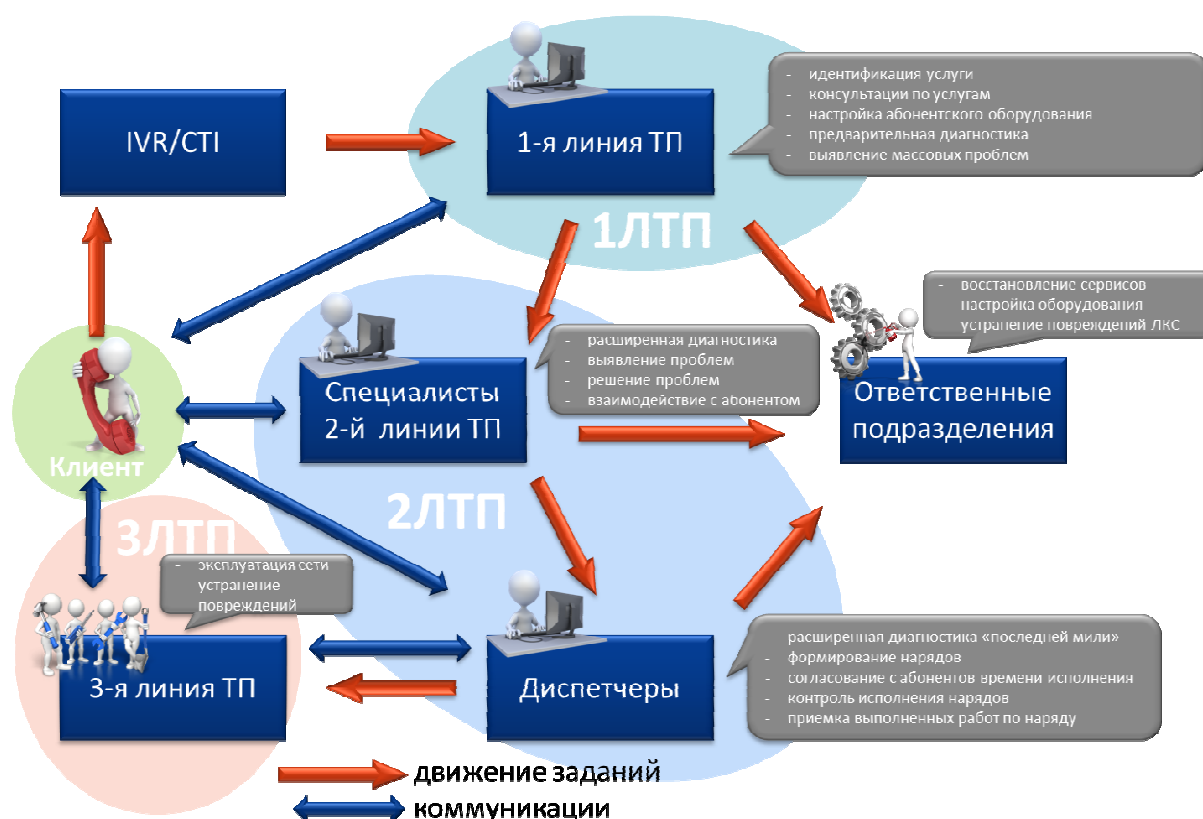 IVR/CTI
1-я линия ТП
- идентификация услуги
- консультации по услугам
- настройка абонентского оборудования
- предварительная диагностика
- выявление массовых проблем
1ЛТП
- восстановление сервисов
настройка оборудования
устранение повреждений ЛКС
Ответственные
подразделения
- расширенная диагностика
- выявление проблем
- решение проблем
- взаимодействие с абонентом
Специалисты
2-й линии ТП
2ЛТП
Клиент
3ЛТП
- эксплуатация сети
устранение
повреждений
3-я линия ТП
Диспетчеры
расширенная диагностика «последней мили»
- формирование нарядов
- согласование с абонентов времени исполнения
- контроль исполнения нарядов
- приемка выполненных работ по наряду
движение заданий
коммуникации